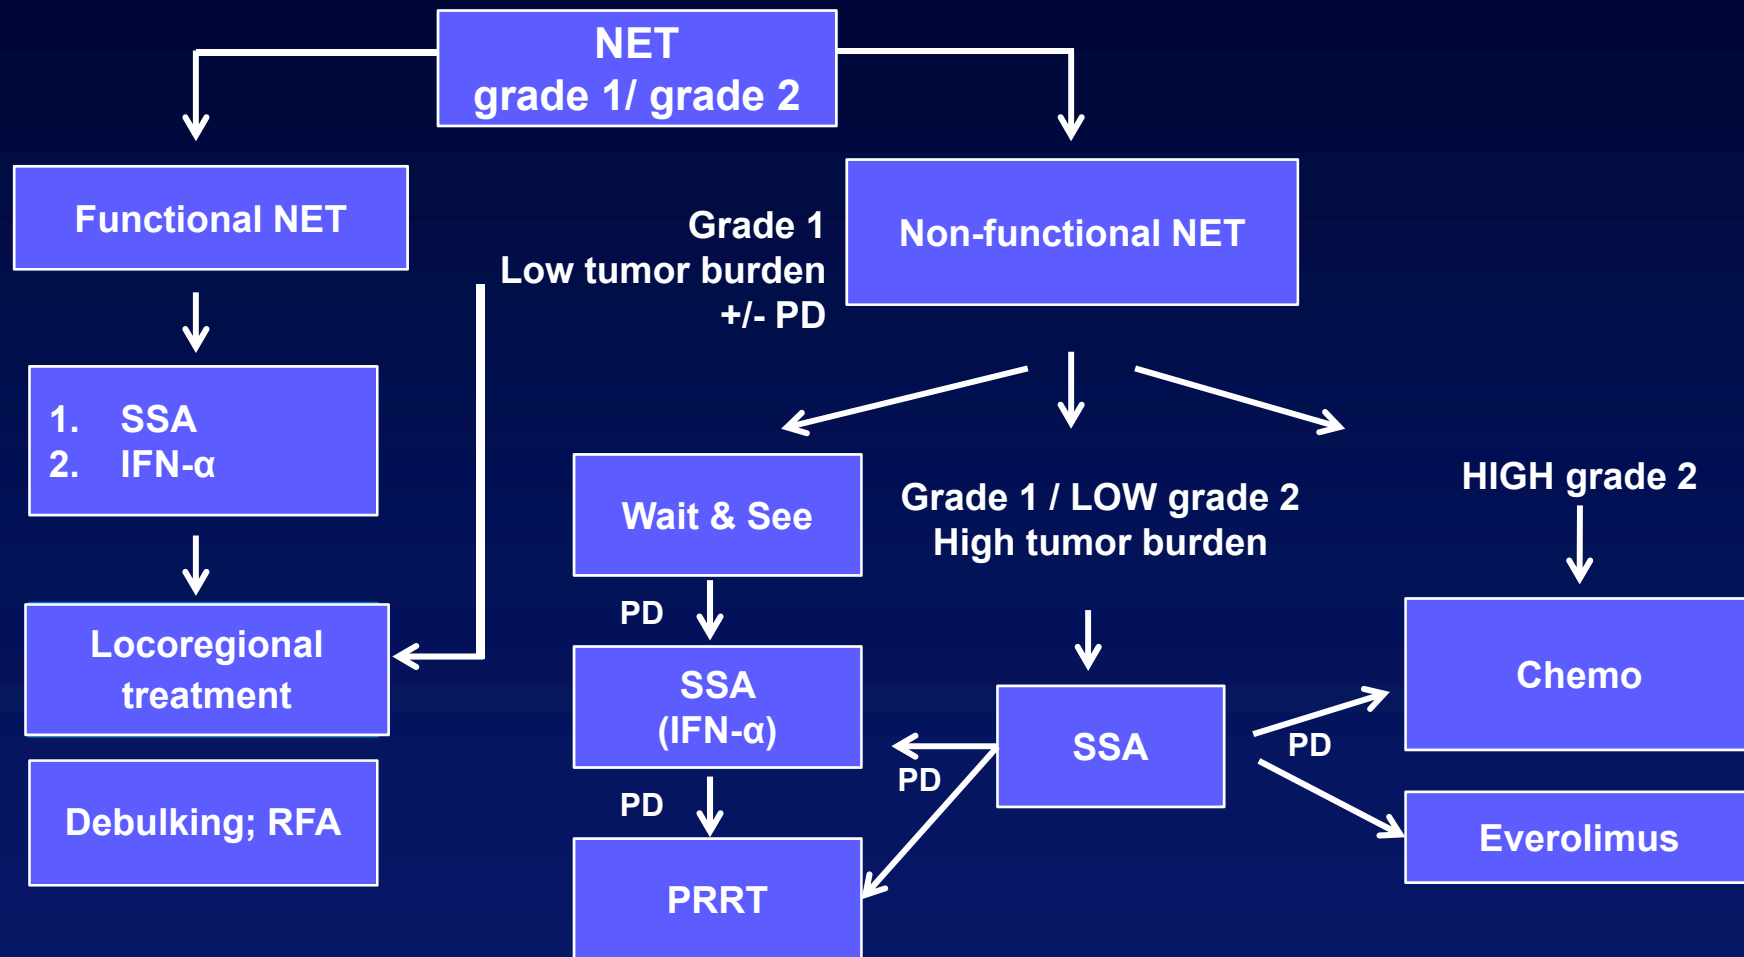 NET
grade 1/ grade 2
Functional NET
Grade 1
Low tumor burden
+/- PD
Non-functional NET
1. SSA
2. IFN-α
Wait & See
Grade 1 / LOW grade 2
High tumor burden
HIGH grade 2
Locoregional
treatment
PD
SSA
(IFN-α)
SSA
Chemo
PD
PD
PD
Debulking; RFA
Everolimus
PRRT